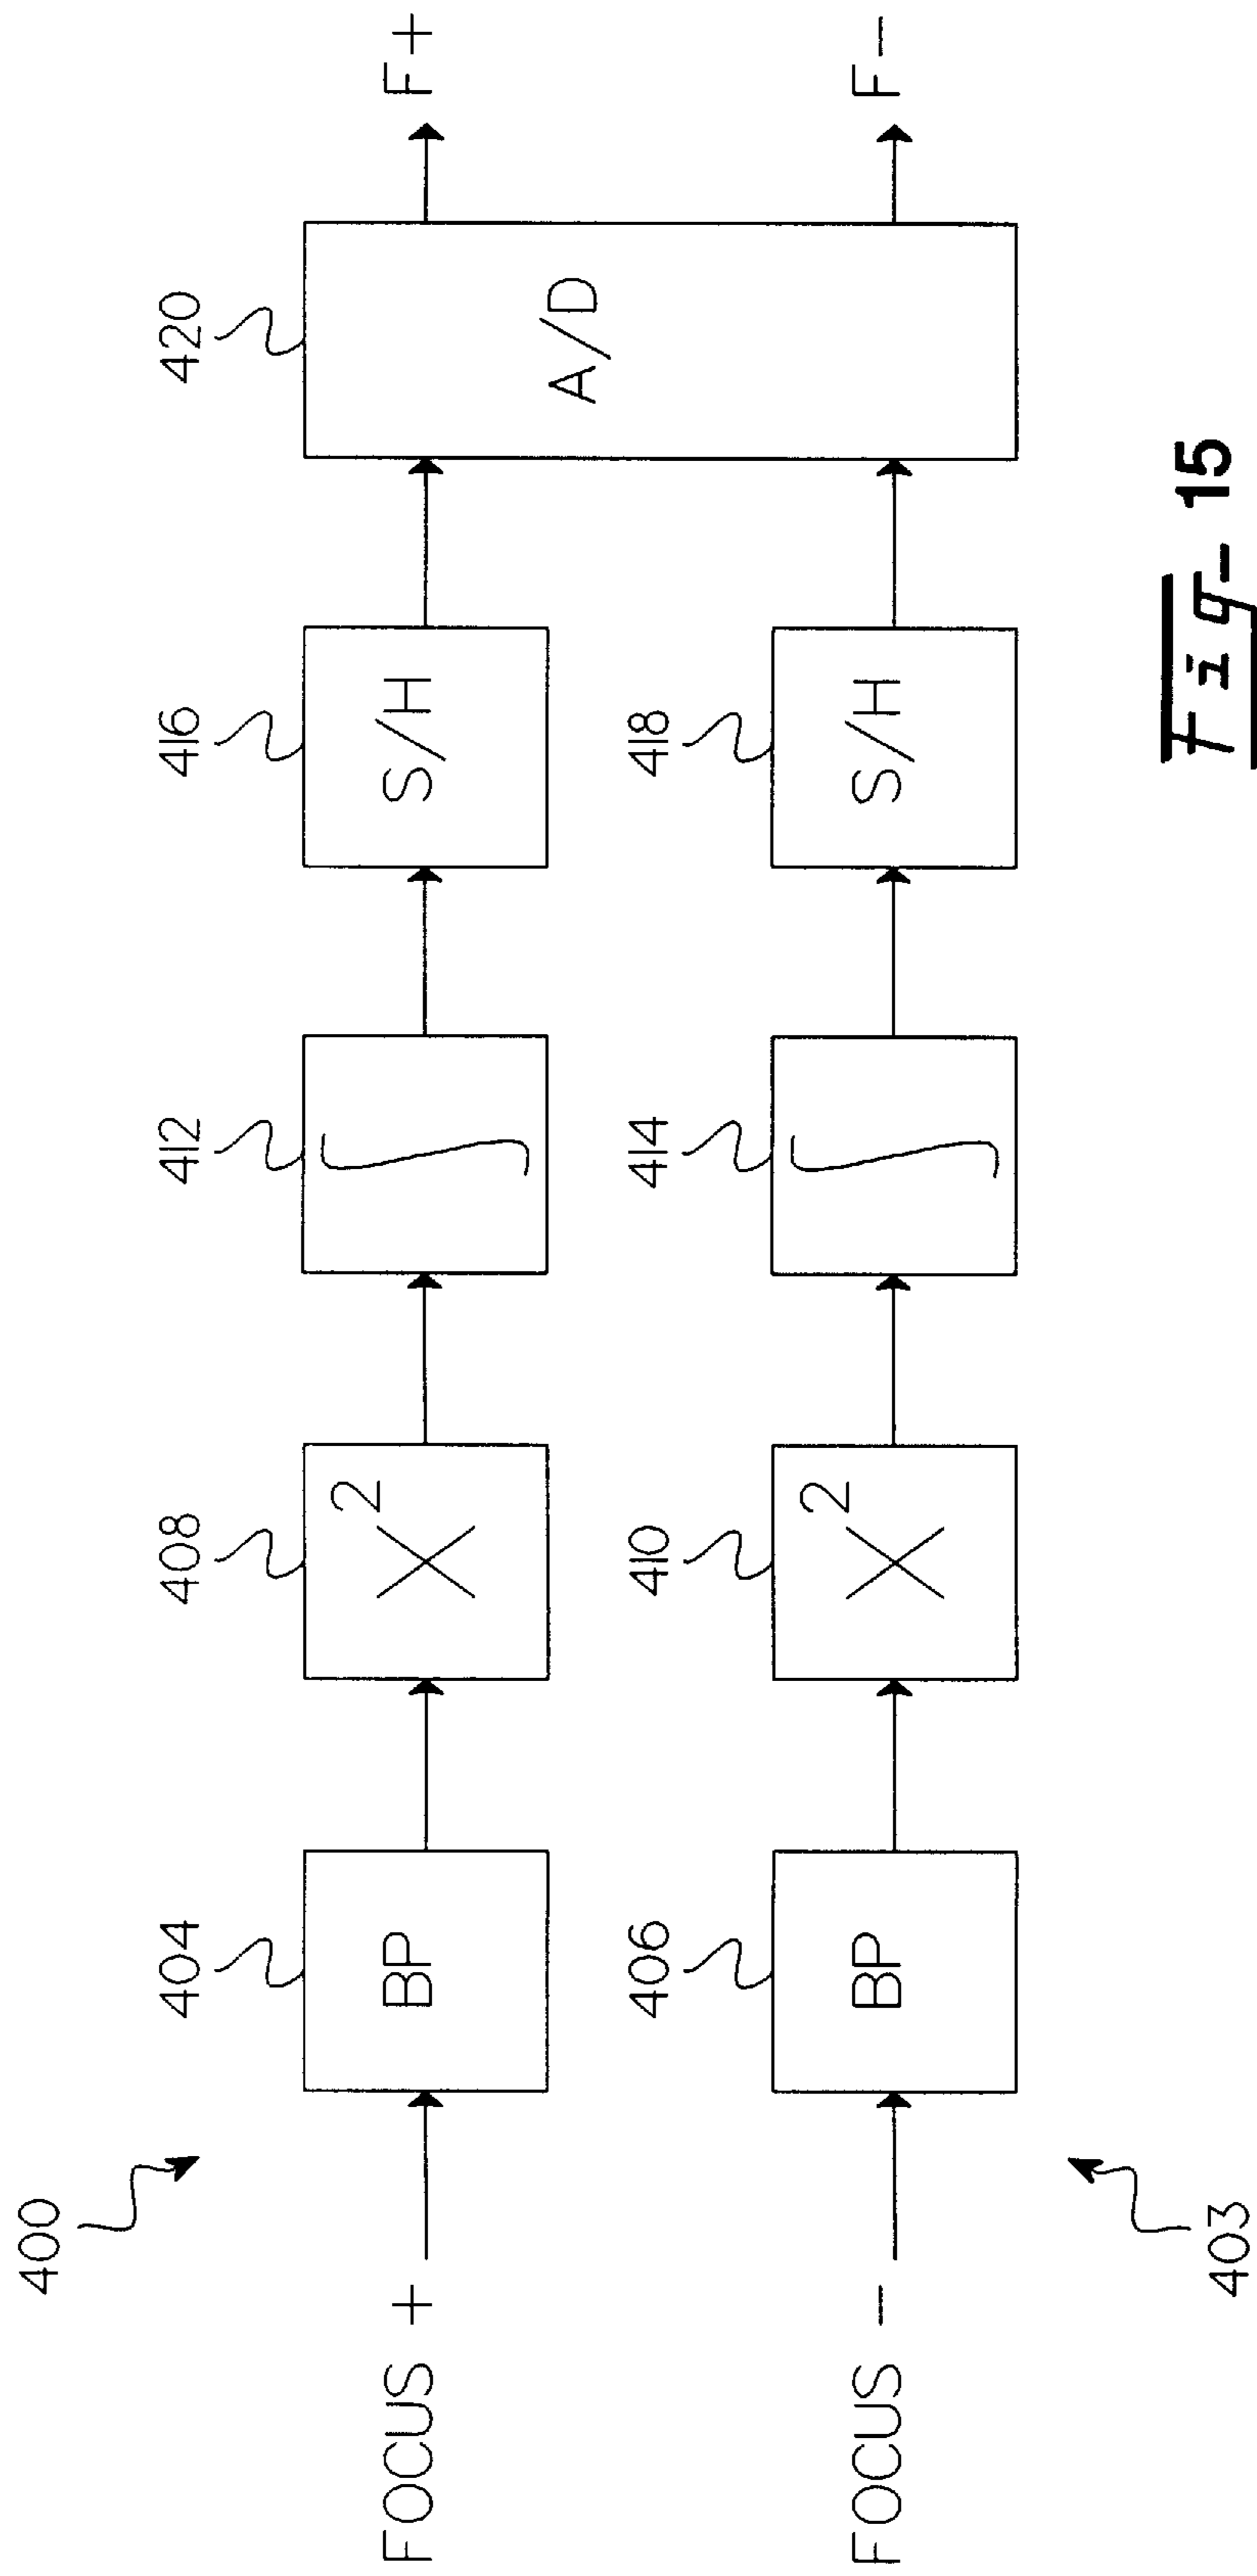 400
404
408
412
416
420
FOCUS +
BP
X²
∫
S/H
A/D
F+
406
410
414
418
FOCUS -
BP
X²
∫
S/H
F-
403
Fig- 15